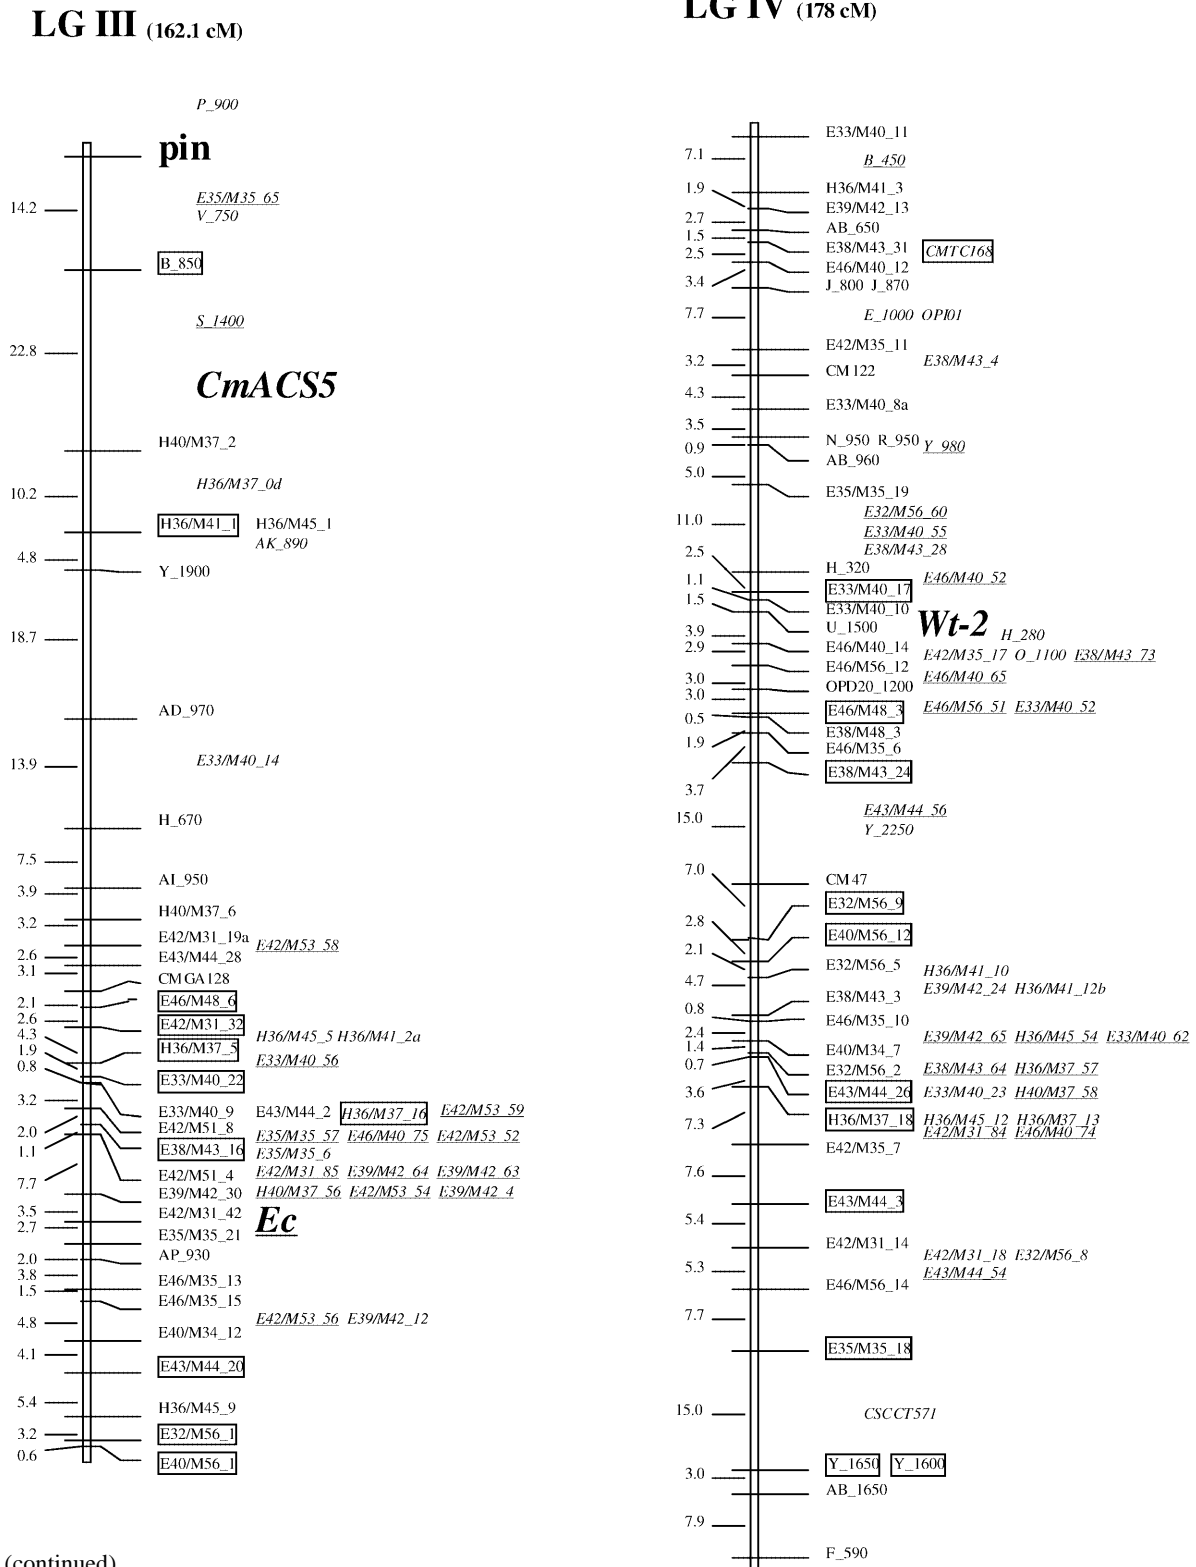 LG III (162.1 cM)
P_900
pin
14.2
E35/M35_65
V_750
B_850
S_1400
22.8
CmACS5
H40/M37_2
H36/M37_0d
10.2
H36/M41_1 H36/M45_1
AK_890
4.8
Y_1900
18.7
AD_970
13.9
E33/M40_14
H_670
7.5
AI_950
3.9
H40/M37_6
3.2
E42/M31_19a E42/M53_58
2.6
E43/M44_28
3.1
CMGA128
2.1
E46/M48_6
2.6
E42/M31_32
4.3
H36/M45_5 H36/M41_2a
1.9
H36/M37_5
E33/M40_56
0.8
E33/M40_22
3.2
E33/M40_9 E43/M44_2 H36/M37_16 E42/M53_59
2.0
E42/M51_8
E35/M35_57 E46/M40_75 E42/M53_52
1.1
E38/M43_16
E35/M35_6
7.7
E42/M51_4
E42/M31_85 E39/M42_64 E39/M42_63
E39/M42_30 H40/M37_56 E42/M53_54 E39/M42_4
3.5
E42/M31_42
Ec
2.7
E35/M35_21
2.0
AP_930
3.8
E46/M35_13
1.5
E46/M35_15
4.8
E42/M53_56 E39/M42_12
E40/M34_12
4.1
E43/M44_20
5.4
H36/M45_9
3.2
E32/M56_1
0.6
E40/M56_1
(continued)
LG IV (178 cM)
E33/M40_11
7.1
B_450
1.9
H36/M41_3
E39/M42_13
2.7
AB_650
1.5
E38/M43_31 CMTC168
2.5
E46/M40_12
3.4
J_800 J_870
7.7
E_1000 OPI01
E42/M35_11
3.2
E38/M43_4
CM122
4.3
E33/M40_8a
3.5
N_950 R_950 Y_980
0.9
AB_960
5.0
E35/M35_19
E32/M56_60
11.0
E33/M40_55
E38/M43_28
2.5
H_320
E46/M40_52
1.1
E33/M40_17
1.5
E33/M40_10
U_1500
Wt-2 H_280
3.9
E46/M40_14
2.9
E42/M35_17 O_1100 E38/M43_73
E46/M56_12
E46/M40_65
3.0
OPD20_1200
3.0
E46/M48_3 E46/M56_51 E33/M40_52
0.5
E38/M48_3
1.9
E46/M35_6
E38/M43_24
3.7
E43/M44_56
15.0
Y_2250
7.0
CM47
E32/M56_9
2.8
E40/M56_12
2.1
E32/M56_5 H36/M41_10
4.7
E39/M42_24 H36/M41_12b
E38/M43_3
0.8
E46/M35_10
2.4
E39/M42_65 H36/M45_54 E33/M40_62
1.4
E40/M34_7
0.7
E32/M56_2 E38/M43_64 H36/M37_57
3.6
E43/M44_26 E33/M40_23 H40/M37_58
7.3
H36/M37_18 H36/M45_12 H36/M37_13
E42/M31_84 E46/M40_74
E42/M35_7
7.6
E43/M44_3
5.4
E42/M31_14
E42/M31_18 E32/M56_8
5.3
E43/M44_54
E46/M56_14
7.7
E35/M35_18
15.0
CSCCT571
Y_1650 Y_1600
3.0
AB_1650
7.9
F_590